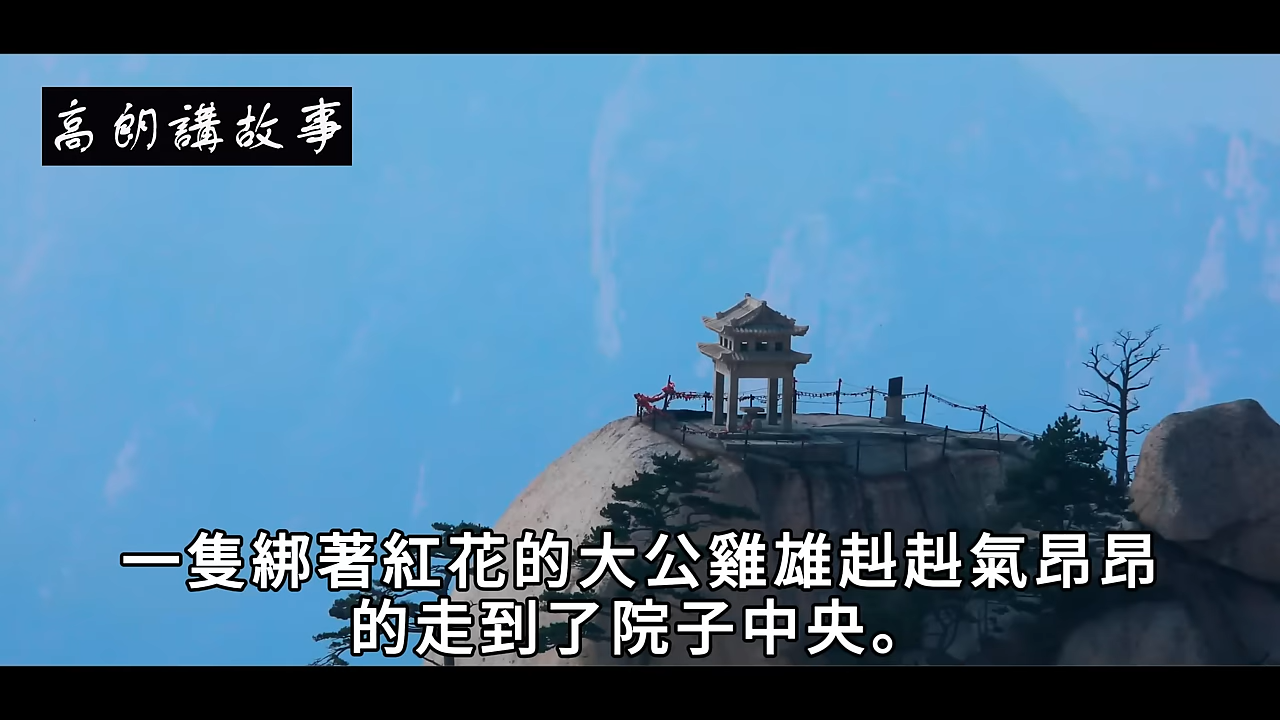 高朗講故事
一隻綁著紅花的大公雞雄赳赳氣昂昂
的走到了院子中央。